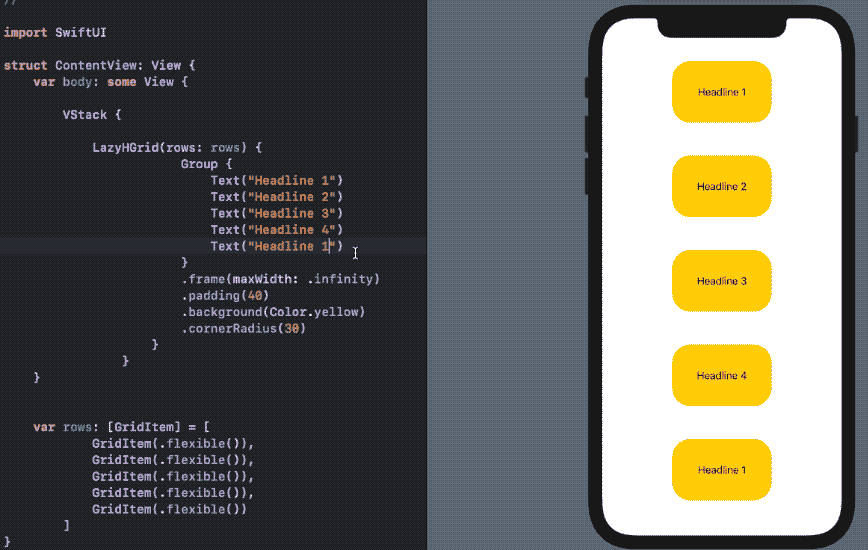 //
import SwiftUI
struct ContentView: View {
var body: some View {
VStack {
LazyHGrid(rows: rows) {
Group {
Text("Headline 1")
Text("Headline 2")
Text("Headline 3")
Text("Headline 4")
Text("Headline 1")
}
.frame(maxWidth: .infinity)
.padding(40)
.background(Color.yellow)
.cornerRadius(30)
}
}
}
var rows: [GridItem] = [
GridItem(.flexible()),
GridItem(.flexible()),
GridItem(.flexible()),
GridItem(.flexible()),
GridItem(.flexible())
]
}
Headline 1
Headline 2
Headline 3
Headline 4
Headline 1